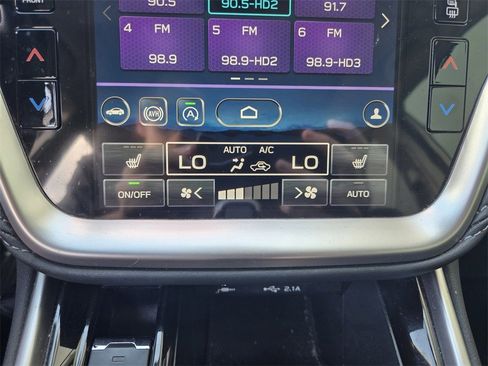 FRONT
90.5
90.5-HD2
91.7
4 FM
98.9
5 FM
98.9-HD2
6 FM
98.9-HD3
AVH
A
AUTO A/C
LO
LO
ON/OFF
AUTO
2.1A